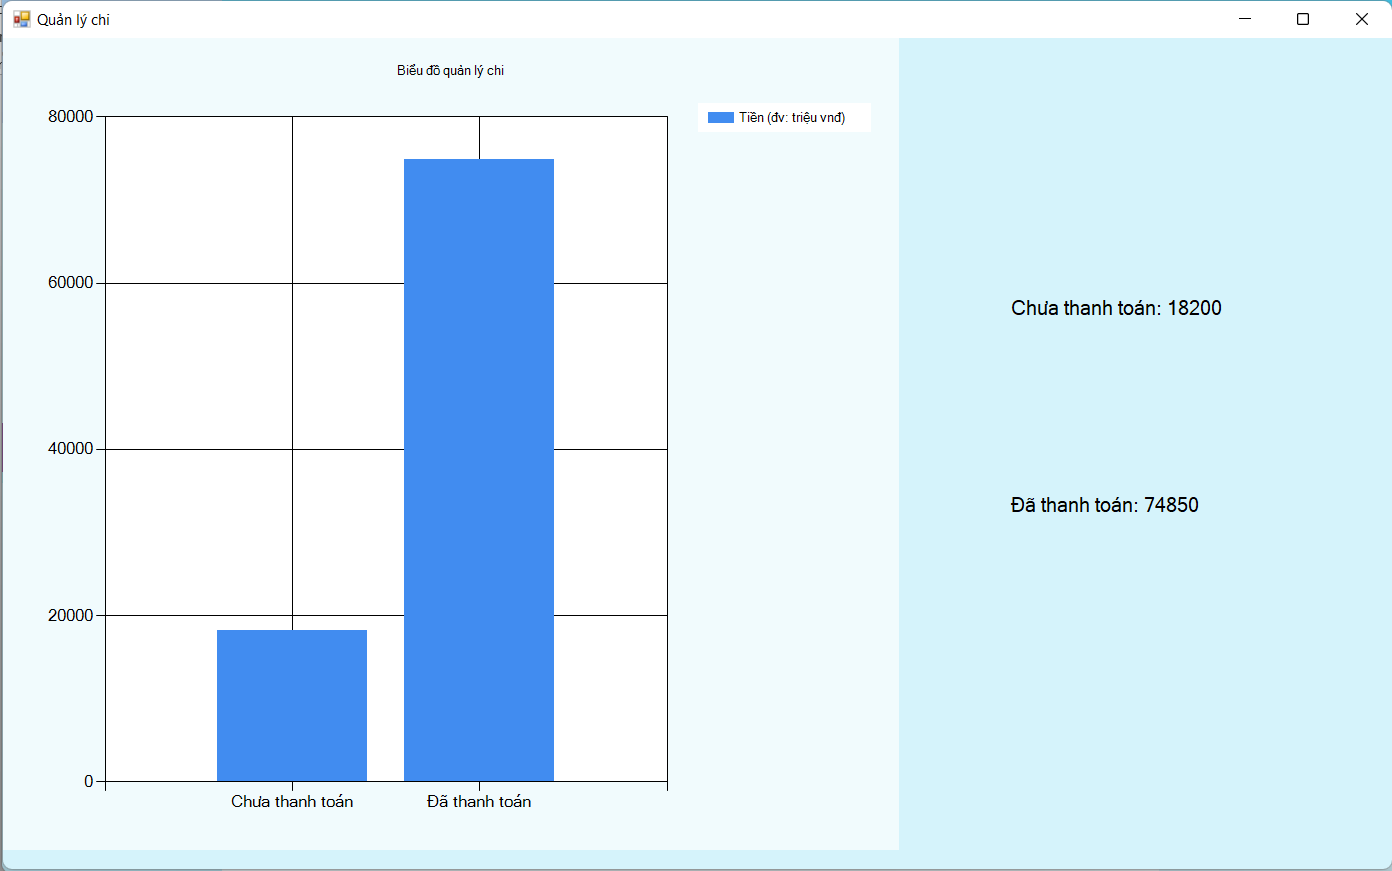 Quản lý chi
Biểu đồ quản lý chi
Tiền (đv: triệu vnđ)
80000
60000
40000
20000
0
Chưa thanh toán
Đã thanh toán
Chưa thanh toán: 18200
Đã thanh toán: 74850